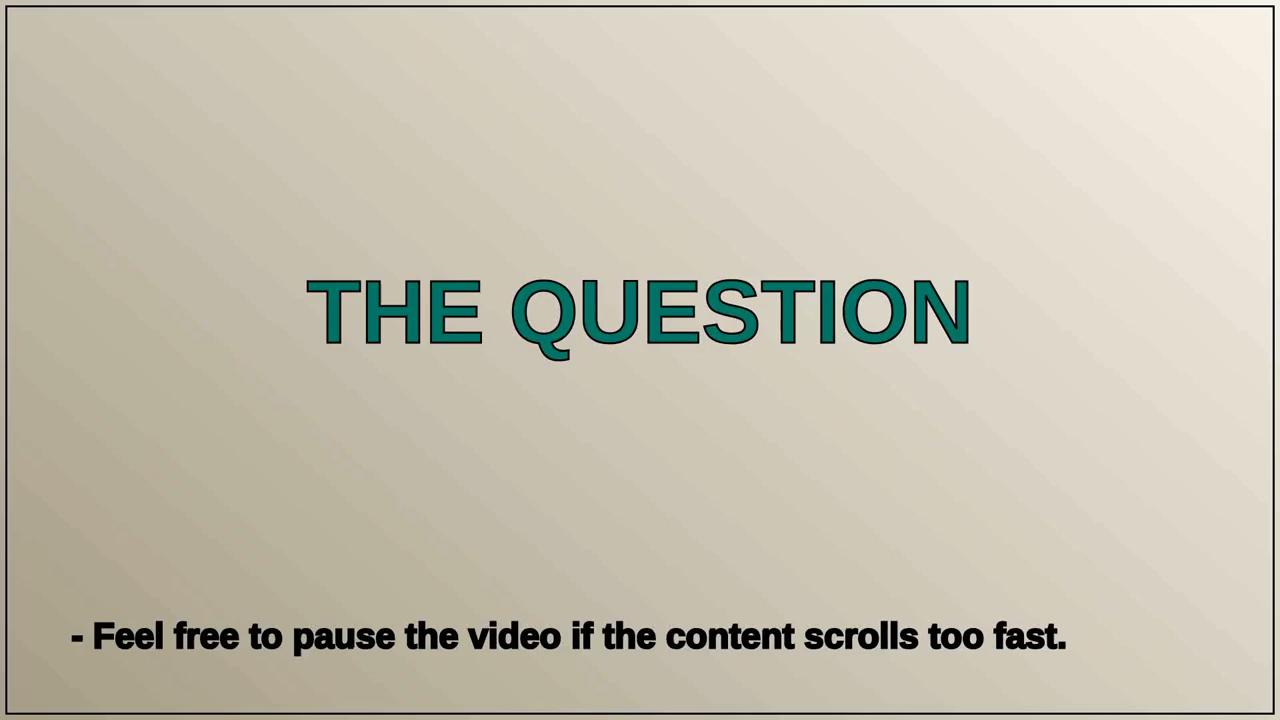 THE QUESTION
- Feel free to pause the video if the content scrolls too fast.